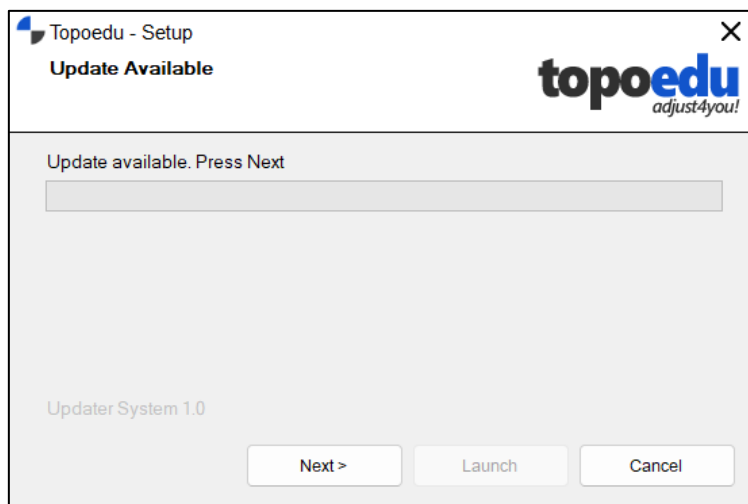 Topoedu - Setup
Update Available
topoedu
adjust4you!
Update available. Press Next
Updater System 1.0
Next >
Launch
Cancel